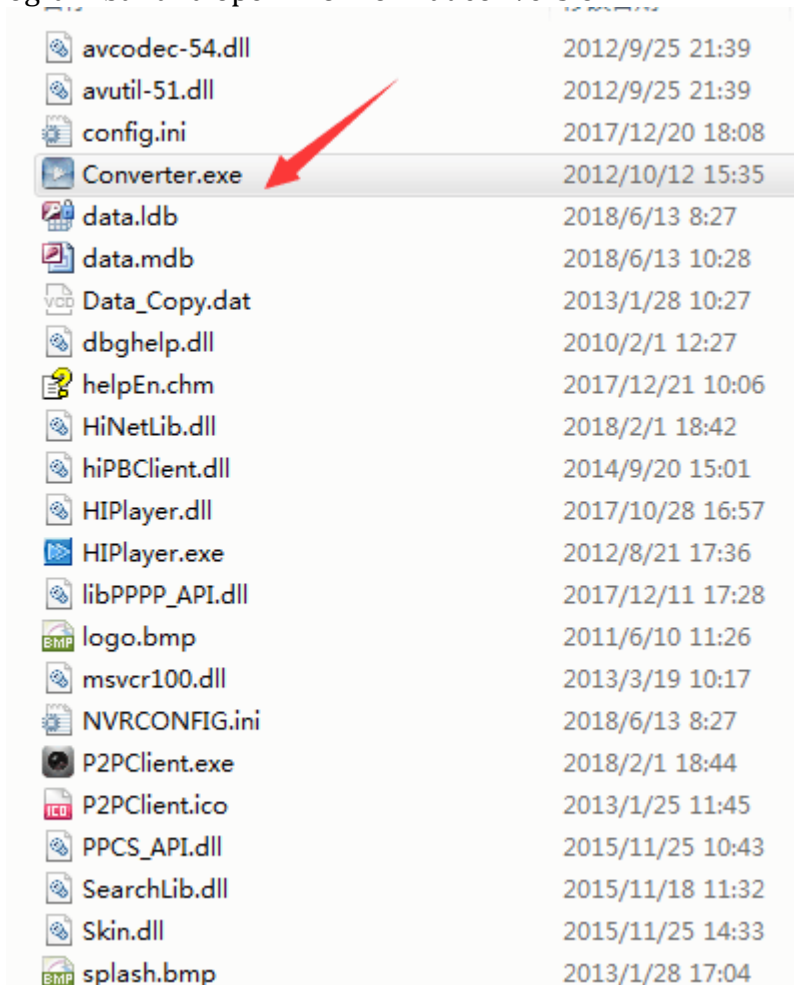 avcodec-54.dll 2012/9/25 21:39
avutil-51.dll 2012/9/25 21:39
config.ini 2017/12/20 18:08
Converter.exe 2012/10/12 15:35
data.ldb 2018/6/13 8:27
data.mdb 2018/6/13 10:28
VCD Data_Copy.dat 2013/1/28 10:27
dbghelp.dll 2010/2/1 12:27
helpEn.chm 2017/12/21 10:06
HiNetLib.dll 2018/2/1 18:42
hiPBClient.dll 2014/9/20 15:01
HIPlayer.dll 2017/10/28 16:57
HIPlayer.exe 2012/8/21 17:36
libPPPP_API.dll 2017/12/11 17:28
BMP logo.bmp 2011/6/10 11:26
msvcr100.dll 2013/3/19 10:17
NVRCONFIG.ini 2018/6/13 8:27
P2PClient.exe 2018/2/1 18:44
ICO P2PClient.ico 2013/1/25 11:45
PPCS_API.dll 2015/11/25 10:43
SearchLib.dll 2015/11/18 11:32
Skin.dll 2015/11/25 14:33
BMP splash.bmp 2013/1/28 17:04